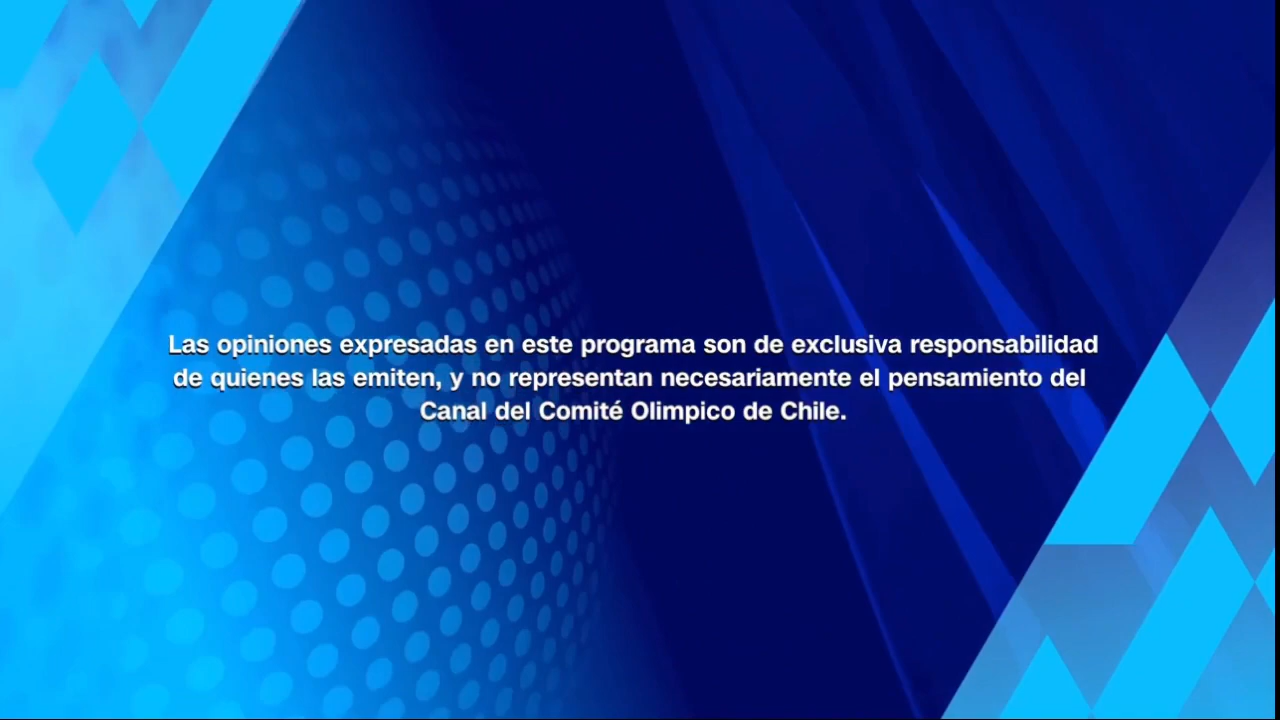 Las opiniones expresadas en este programa son de exclusiva responsabilidad
de quienes las emiten, y no representan necesariamente el pensamiento del
Canal del Comité Olimpico de Chile.